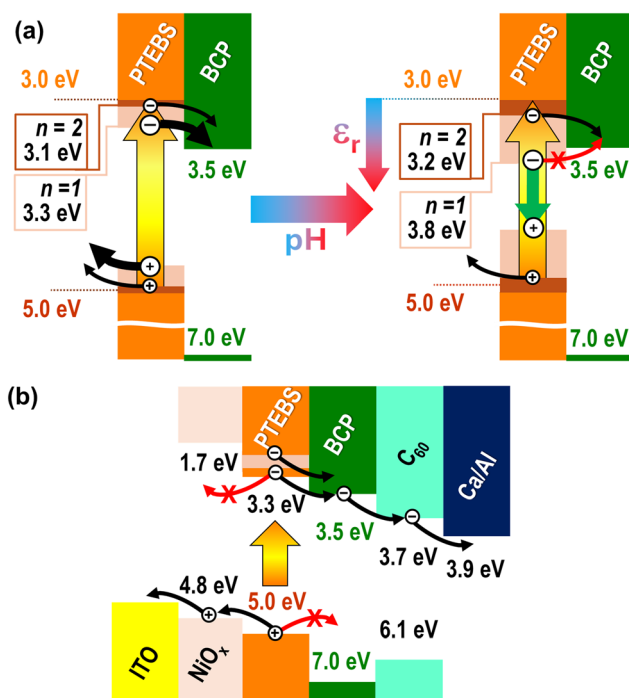 (a)
PTEBS
BCP
3.0 eV
n = 2
3.1 eV
n =1
3.3 eV
3.5 eV
5.0 eV
7.0 eV
εr
pH
PTEBS
BCP
3.0 eV
n = 2
3.2 eV
n =1
3.8 eV
3.5 eV
5.0 eV
7.0 eV
(b)
PTEBS
BCP
C60
Ca/Al
1.7 eV
3.3 eV
3.5 eV
3.7 eV
3.9 eV
4.8 eV
5.0 eV
6.1 eV
7.0 eV
ITO
NiOx